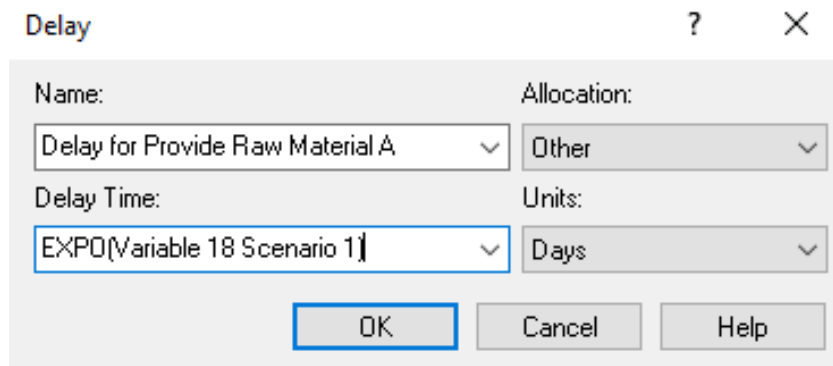 Delay ? ×
Name: Allocation:
Delay for Provide Raw Material A Other
Delay Time: Units:
EXPO(Variable 18 Scenario 1) Days
OK Cancel Help